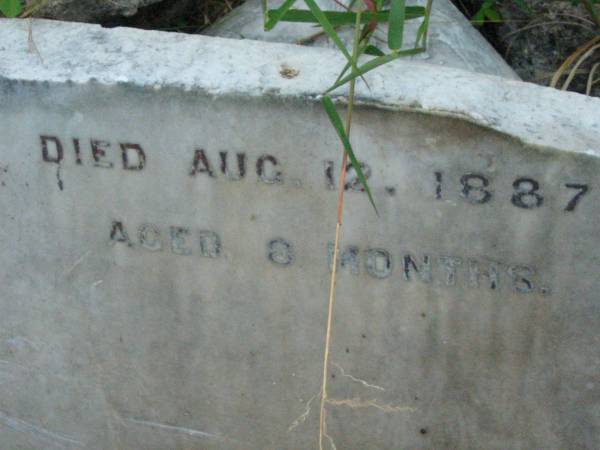 DIED AUG. 12. 1887
AGED 8 MONTHS.